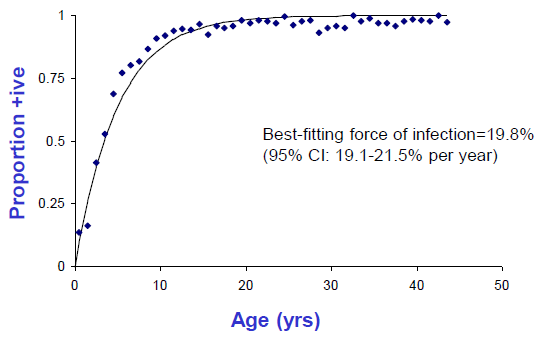 Proportion +ive
1
0.75
0.5
0.25
0
0 10 20 30 40 50
Age (yrs)
Best-fitting force of infection=19.8%
(95% CI: 19.1-21.5% per year)